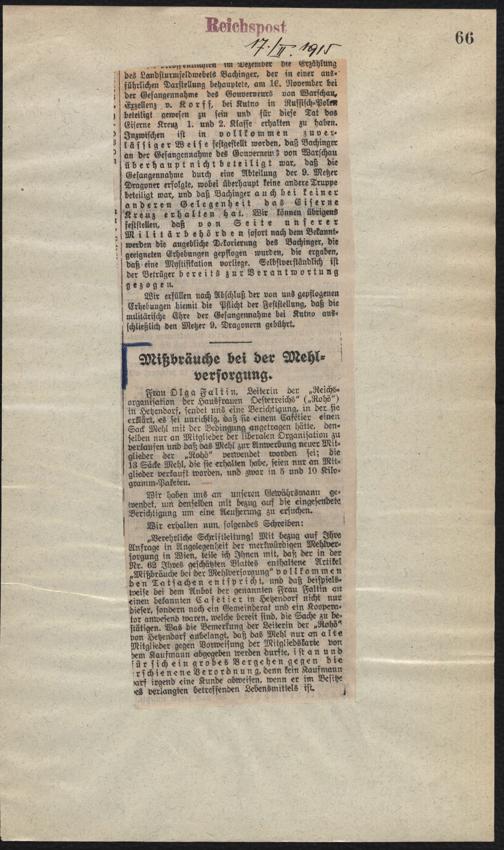 Reichspost
17./II. 1915
66
veröffentlichten im Dezember die Erzählung
des Landsturmfeldwebels Bachinger, der in einer aus-
führlichen Darstellung behauptete, am 16. November bei
der Gefangennahme des Gouverneurs von Warschau,
Exzellenz v. Korff, bei Kutno in Russisch-Polen
beteiligt gewesen zu sein und für diese Tat das
Eiserne Kreuz 1. und 2. Klasse erhalten zu haben.
Inzwischen ist in vollkommen zuver-
lässiger Weise festgestellt worden, daß Bachinger
an der Gefangennahme des Gouverneurs von Warschau
überhaupt nicht beteiligt war, daß die
Gefangennahme durch eine Abteilung der 9. Metzer
Dragoner erfolgte, wobei überhaupt keine andere Truppe
beteiligt war, und daß Bachinger auch bei keiner
anderen Gelegenheit das Eiserne
Kreuz erhalten hat. Wir können übrigens
feststellen, daß von Seite unserer
Militärbehörden sofort nach dem Bekannt-
werden die angebliche Dekorierung des Bachinger, die
geeigneten Erhebungen gepflogen wurden, die ergaben,
daß eine Mystifikation vorliege. Selbstverständlich ist
der Betrüger bereits zur Verantwortung
gezogen.
Wir erfüllen nach Abschluß der von uns gepflogenen
Erhebungen hiemit die Pflicht der Feststellung, daß die
militärische Ehre der Gefangennahme bei Kutno aus-
schließlich den Metzer 9. Dragonern gebührt.
Mißbräuche bei der Mehl-
versorgung.
Frau Olga Faltin, Leiterin der „Reichs-
organisation der Hausfrauen Oesterreichs" („Rohö")
in Hetzendorf, sendet uns eine Berichtigung, in der sie
erklärt, es sei unrichtig, daß sie einem Cafétier einen
Sack Mehl mit der Bedingung angetragen hätte, den-
selben nur an Mitglieder der liberalen Organisation zu
verkaufen und daß das Mehl zur Anwerbung neuer Mit-
glieder der „Rohö" verwendet worden sei; die
13 Säcke Mehl, die sie erhalten habe, seien nur an Mit-
glieder verkauft worden, und zwar in 5 und 10 Kilo-
gramm-Paketen.
Wir haben uns an unseren Gewährsmann ge-
wendet, um denselben mit bezug auf die eingesendete
Berichtigung um eine Aeußerung zu ersuchen.
Wir erhalten nun folgendes Schreiben:
„Verehrliche Schriftleitung! Mit bezug auf Ihre
Anfrage in Angelegenheit der merkwürdigen Mehlver-
sorgung in Wien, teile ich Ihnen mit, daß der in der
Nr. 62 Ihres geschätzten Blattes enthaltene Artikel
„Mißbräuche bei der Mehlversorgung" vollkommen
den Tatsachen entspricht, und daß beispiels-
weise bei dem Anbot der genannten Frau Faltin an
einen bekannten Cafetier in Hetzendorf nicht nur
dieser, sondern noch ein Gemeinderat und ein Koopera-
tor anwesend waren, welche bereit sind, die Sache zu be-
stätigen. Was die Bemerkung der Leiterin der „Rohö"
von Hetzendorf anbelangt, daß das Mehl nur an alte
Mitglieder gegen Vorweisung der Mitgliedskarte von
dem Kaufmann abgegeben werden durfte, ist an und
für sich ein grobes Vergehen gegen die
erschienene Verordnung, denn kein Kaufmann
darf irgend eine Kunde abweisen, wenn er im Besitze
des verlangten betreffenden Lebensmittels ist.